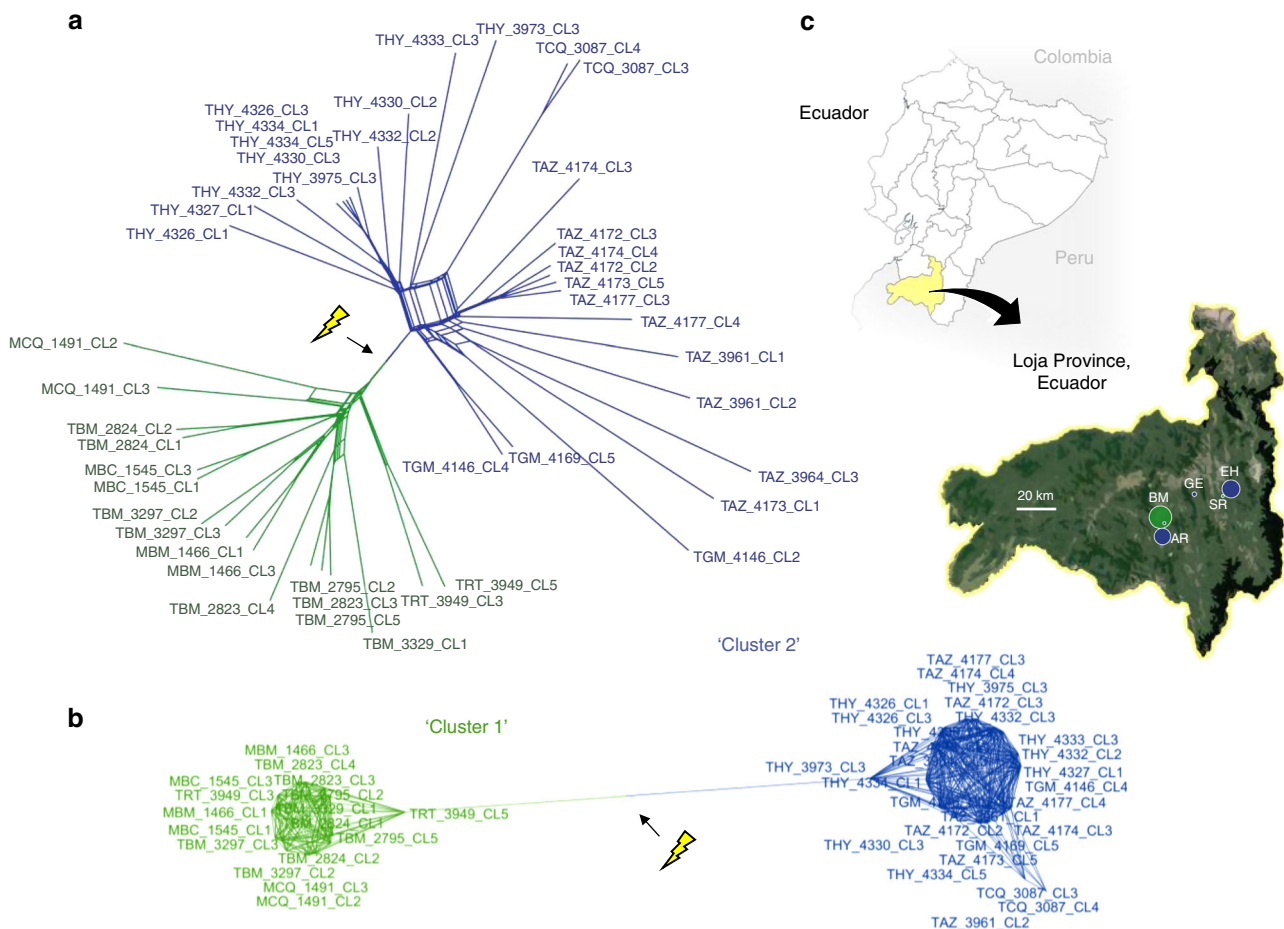 a
THY_4333_CL3
THY_3973_CL3
TCQ_3087_CL4
TCQ_3087_CL3
THY_4330_CL2
THY_4326_CL3
THY_4334_CL1
THY_4334_CL5
THY_4332_CL2
THY_4330_CL3
THY_3975_CL3
THY_4332_CL3
THY_4327_CL1
THY_4326_CL1
TAZ_4174_CL3
TAZ_4172_CL3
TAZ_4174_CL4
TAZ_4172_CL2
TAZ_4173_CL5
TAZ_4177_CL3
TAZ_4177_CL4
TAZ_3961_CL1
TAZ_3961_CL2
TAZ_3964_CL3
TAZ_4173_CL1
TGM_4146_CL2
TGM_4169_CL5
TGM_4146_CL4
MCQ_1491_CL2
MCQ_1491_CL3
TBM_2824_CL2
TBM_2824_CL1
MBC_1545_CL3
MBC_1545_CL1
TBM_3297_CL2
TBM_3297_CL3
MBM_1466_CL1
MBM_1466_CL3
TBM_2823_CL4
TBM_2795_CL2
TBM_2823_CL3
TBM_2795_CL5
TBM_3329_CL1
TRT_3949_CL5
TRT_3949_CL3
c
Colombia
Ecuador
Peru
Loja Province,
Ecuador
20 km
BM
GE
EH
SR
AR
b
'Cluster 1'
MBM_1466_CL3
TBM_2823_CL4
MBC_1545_CL3
TBM_2823_CL3
TRT_3949_CL3
TBM_2795_CL2
MBM_1466_CL1
TRT_3949_CL5
MBC_1545_CL1
TBM_2824_CL1
TBM_3297_CL3
TBM_2795_CL5
TBM_2824_CL2
TBM_3297_CL2
MCQ_1491_CL3
MCQ_1491_CL2
'Cluster 2'
TAZ_4177_CL3
TAZ_4174_CL4
THY_3975_CL3
THY_4326_CL1
TAZ_4172_CL3
THY_4326_CL3
THY_4332_CL3
THY_4333_CL3
THY_4332_CL2
THY_3973_CL3
THY_4327_CL1
THY_4334_CL1
TGM_4146_CL4
TAZ_4177_CL4
TAZ_4172_CL2
TAZ_4174_CL3
THY_4330_CL3
TGM_4169_CL5
TAZ_4173_CL5
THY_4334_CL5
TCQ_3087_CL3
TCQ_3087_CL4
TAZ_3961_CL2